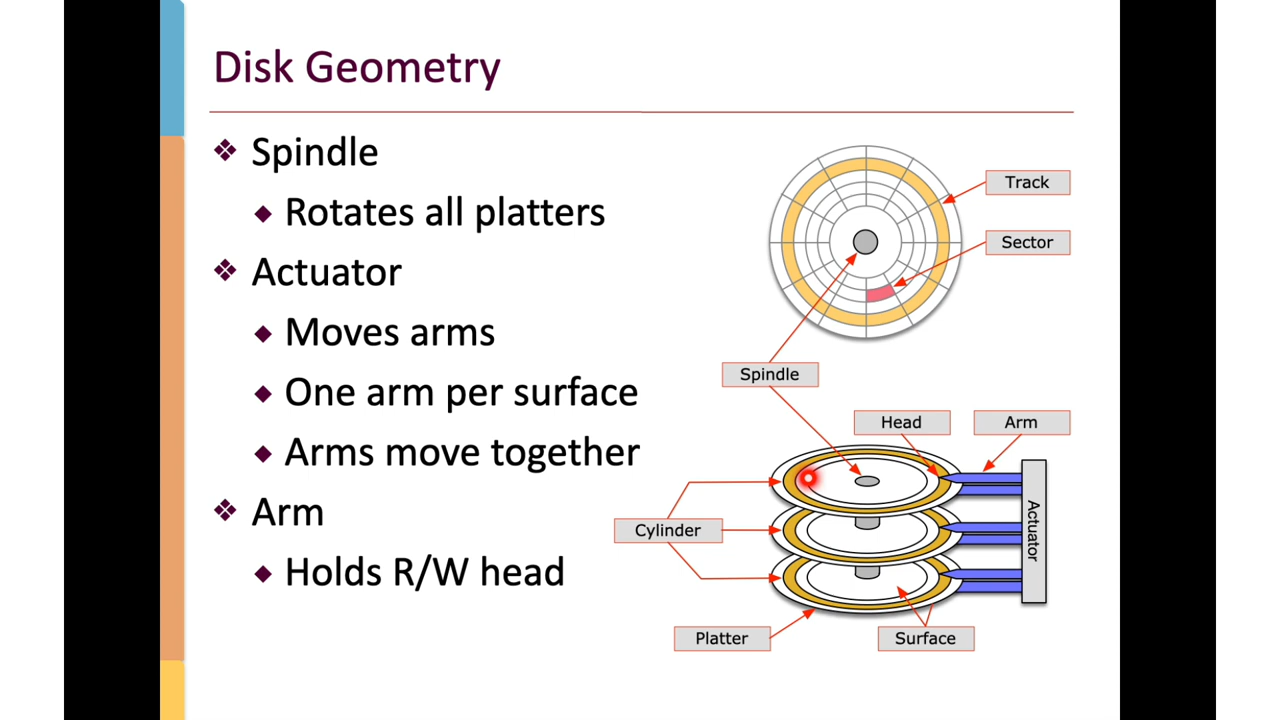 Disk Geometry
❖ Spindle
◆ Rotates all platters
❖ Actuator
◆ Moves arms
◆ One arm per surface
◆ Arms move together
❖ Arm
◆ Holds R/W head
Track
Sector
Spindle
Head
Arm
Cylinder
Actuator
Platter
Surface